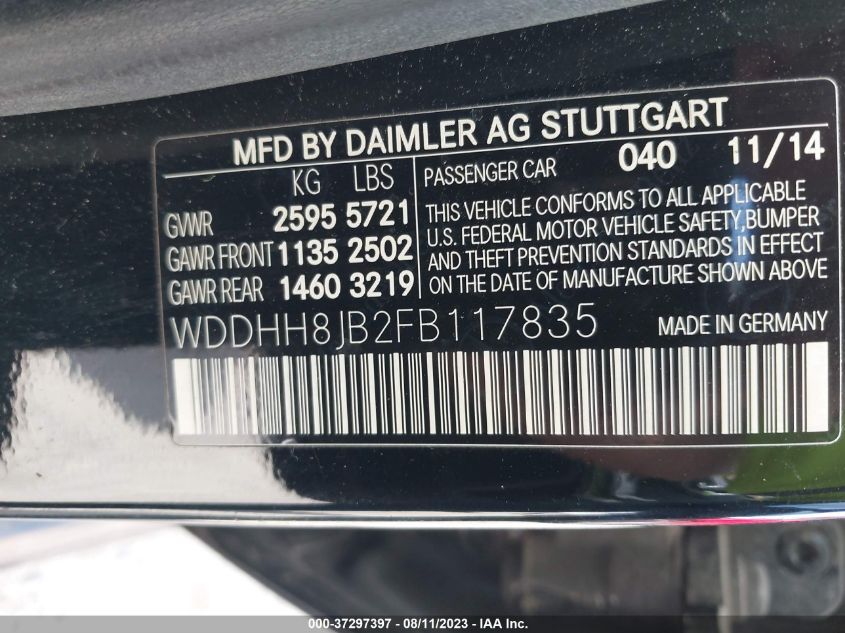 MFD BY DAIMLER AG STUTTGART
KG LBS
GVWR 2595 5721
GAWR FRONT 1135 2502
GAWR REAR 1460 3219
PASSENGER CAR 040 11/14
THIS VEHICLE CONFORMS TO ALL APPLICABLE
U.S. FEDERAL MOTOR VEHICLE SAFETY, BUMPER
AND THEFT PREVENTION STANDARDS IN EFFECT
ON THE DATE OF MANUFACTURE SHOWN ABOVE
WDDHH8JB2FB117835 MADE IN GERMANY
000-37297397 - 08/11/2023 - © IAA Inc.